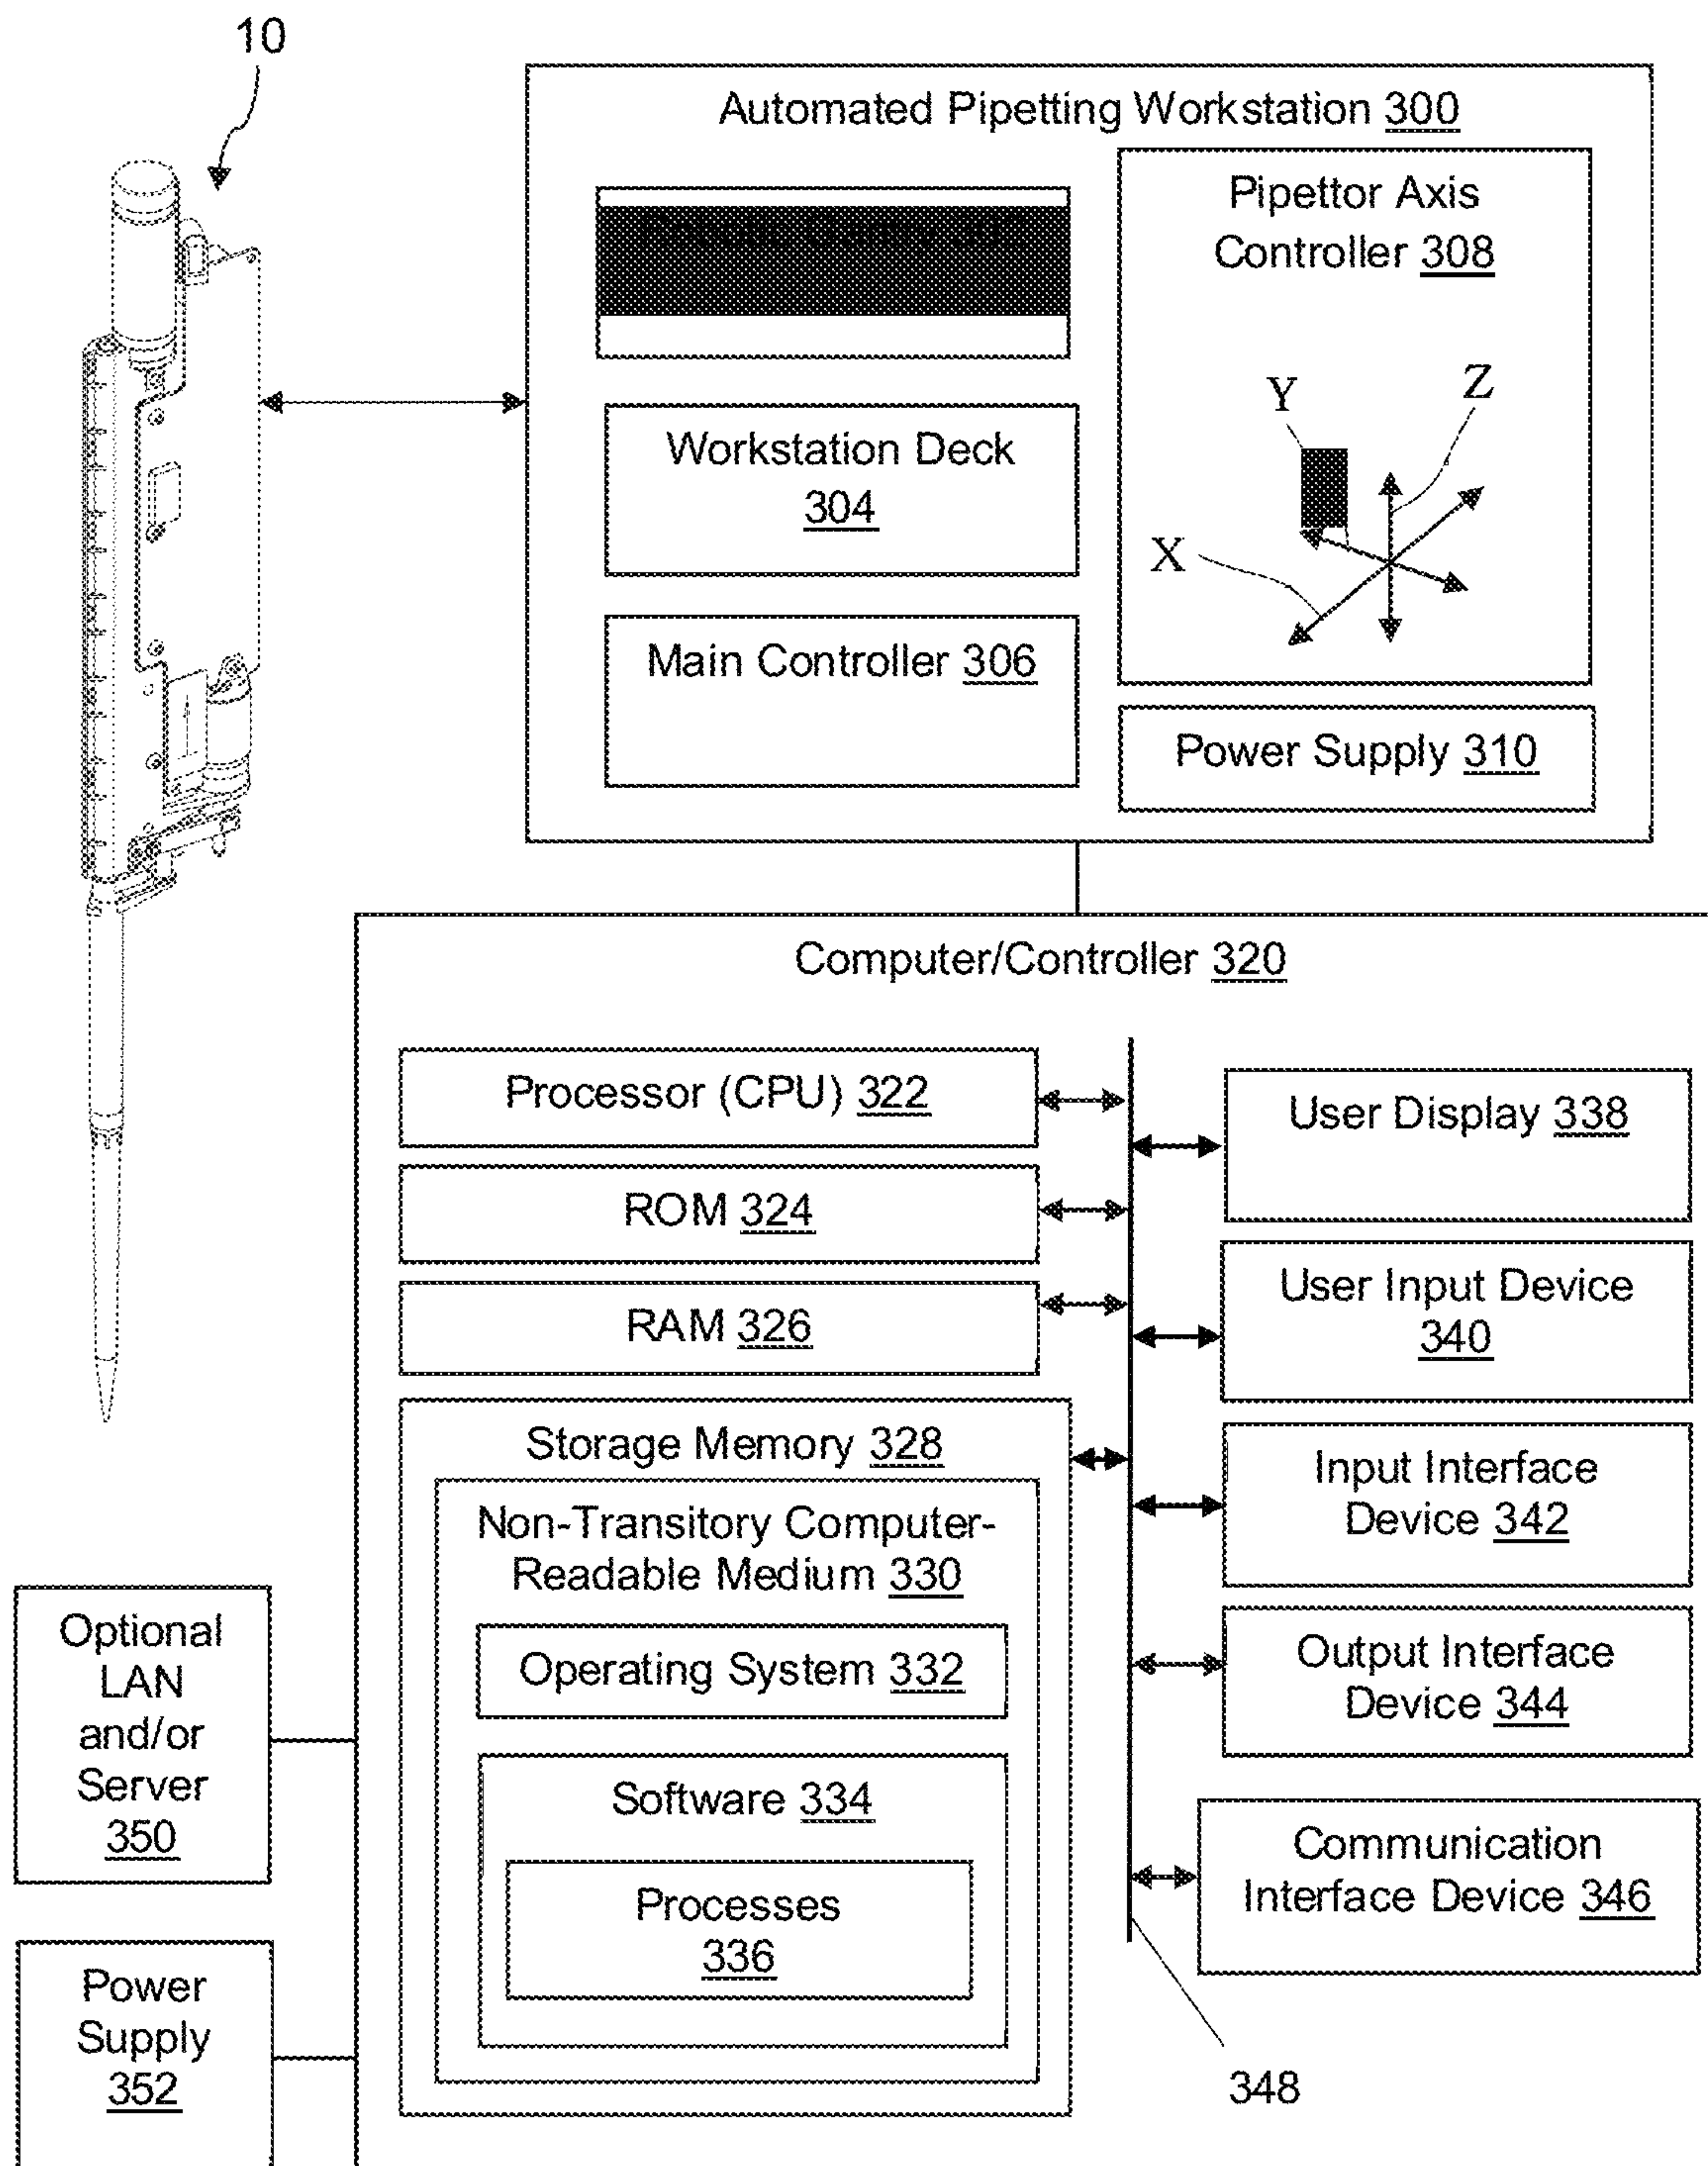 10
Automated Pipetting Workstation 300
Pipettor Axis
Controller 308
Y
Z
X
Workstation Deck
304
Main Controller 306
Power Supply 310
Computer/Controller 320
Processor (CPU) 322
ROM 324
RAM 326
Storage Memory 328
Non-Transitory Computer-
Readable Medium 330
Operating System 332
Software 334
Processes
336
User Display 338
User Input Device
340
Input Interface
Device 342
Output Interface
Device 344
Communication
Interface Device 346
348
Optional
LAN
and/or
Server
350
Power
Supply
352